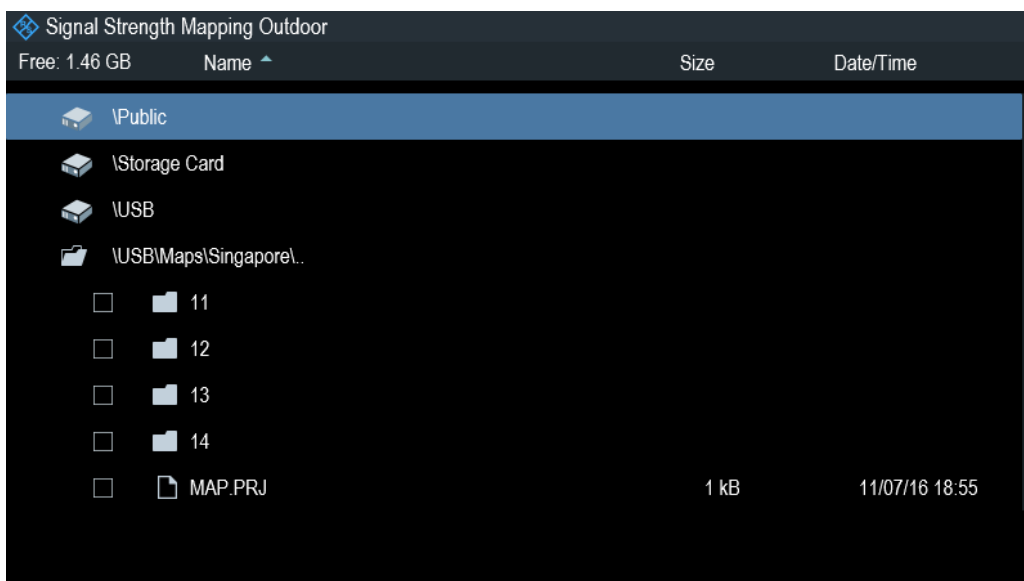 Signal Strength Mapping Outdoor
Free: 1.46 GB Name Size Date/Time
\Public
\Storage Card
\USB
\USB\Maps\Singapore\..
11
12
13
14
MAP.PRJ 1 kB 11/07/16 18:55